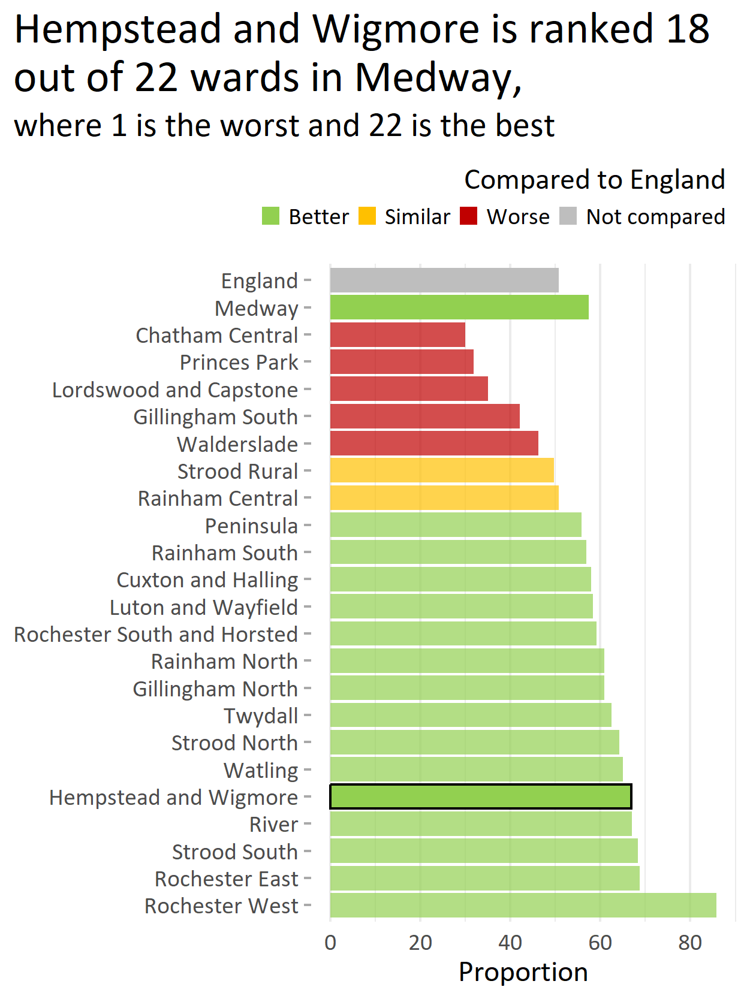 Hempstead and Wigmore is ranked 18
out of 22 wards in Medway,
where 1 is the worst and 22 is the best
Compared to England
Better Similar Worse Not compared
England
Medway
Chatham Central
Princes Park
Lordswood and Capstone
Gillingham South
Walderslade
Strood Rural
Rainham Central
Peninsula
Rainham South
Cuxton and Halling
Luton and Wayfield
Rochester South and Horsted
Rainham North
Gillingham North
Twydall
Strood North
Watling
Hempstead and Wigmore
River
Strood South
Rochester East
Rochester West
0 20 40 60 80
Proportion